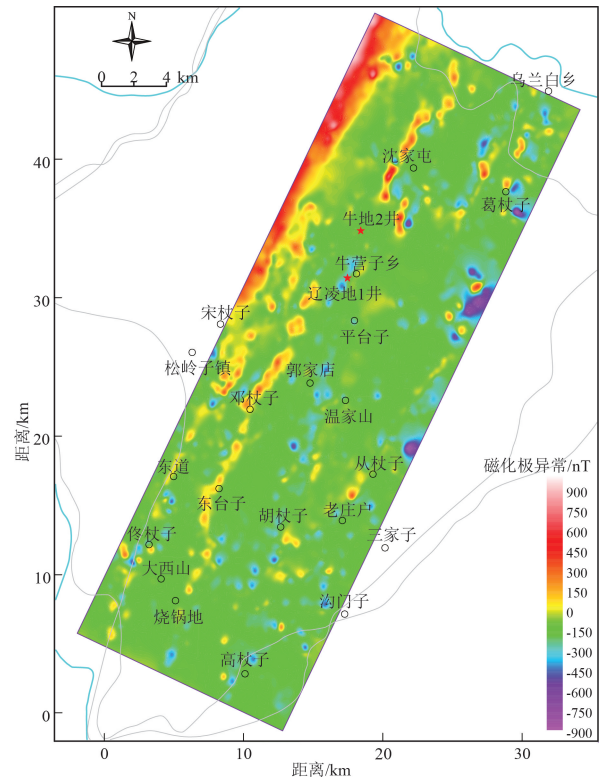 N
0 2 4 km
乌兰白乡
40
沈家屯
葛杖子
牛地2井
牛营子乡
辽凌地1井
30
宋杖子
平台子
松岭子镇
郭家店
邓杖子
温家山
距离/km
20
东道
从杖子
磁化极异常/nT
东台子
900
750
600
450
300
150
0
-150
-300
-450
-600
-750
-900
胡杖子
老庄户
佟杖子
三家子
10
大西山
烧锅地
沟门子
高杖子
0
0 10 20 30
距离/km